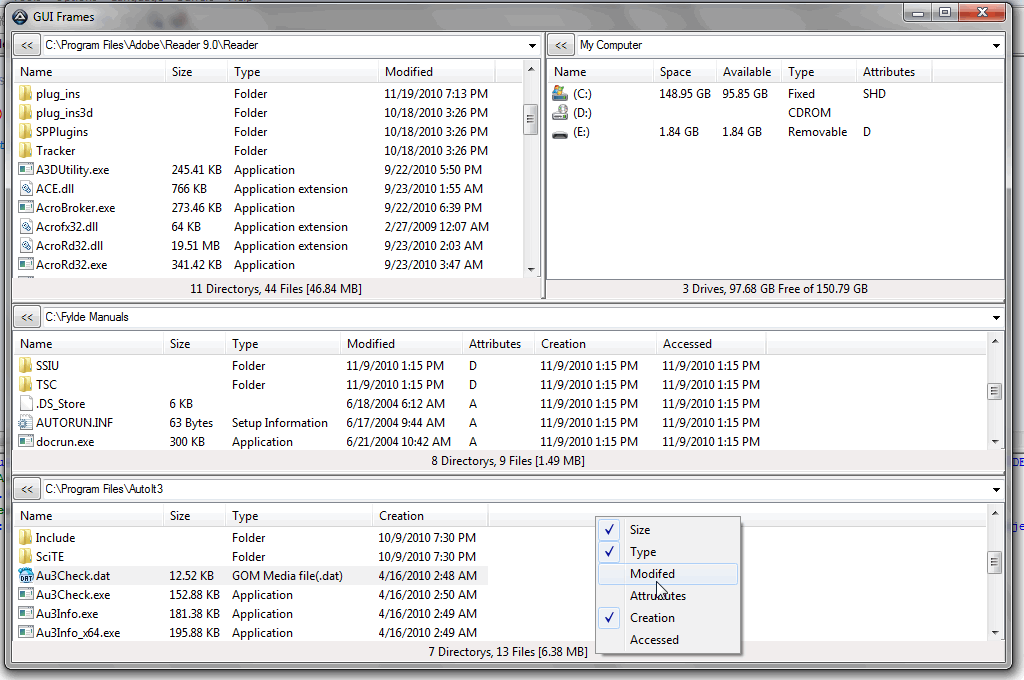 GUI Frames
<< C:\Program Files\Adobe\Reader 9.0\Reader
Name Size Type Modified
plug_ins Folder 11/19/2010 7:13 PM
plug_ins3d Folder 10/18/2010 3:26 PM
SPPlugins Folder 10/18/2010 3:26 PM
Tracker Folder 10/18/2010 3:26 PM
A3DUtility.exe 245.41 KB Application 9/22/2010 5:50 PM
ACE.dll 766 KB Application extension 9/23/2010 1:55 AM
AcroBroker.exe 273.46 KB Application 9/22/2010 6:39 PM
Acrofx32.dll 64 KB Application extension 2/27/2009 12:07 AM
AcroRd32.dll 19.51 MB Application extension 9/23/2010 2:03 AM
AcroRd32.exe 341.42 KB Application 9/23/2010 3:47 AM
11 Directorys, 44 Files [46.84 MB]
<< My Computer
Name Space Available Type Attributes
(C:) 148.95 GB 95.85 GB Fixed SHD
(D:) CDROM
(E:) 1.84 GB 1.84 GB Removable D
3 Drives, 97.68 GB Free of 150.79 GB
<< C:\Fylde Manuals
Name Size Type Modified Attributes Creation Accessed
SSIU Folder 11/9/2010 1:15 PM D 11/9/2010 1:15 PM 11/9/2010 1:15 PM
TSC Folder 11/9/2010 1:15 PM D 11/9/2010 1:15 PM 11/9/2010 1:15 PM
.DS_Store 6 KB 6/18/2004 6:12 AM A 11/9/2010 1:15 PM 11/9/2010 1:15 PM
AUTORUN.INF 63 Bytes Setup Information 6/17/2004 9:44 AM A 11/9/2010 1:15 PM 11/9/2010 1:15 PM
docrun.exe 300 KB Application 6/21/2004 10:42 AM A 11/9/2010 1:15 PM 11/9/2010 1:15 PM
8 Directorys, 9 Files [1.49 MB]
<< C:\Program Files\AutoIt3
Name Size Type Creation
Include Folder 10/9/2010 7:30 PM
SciTE Folder 10/9/2010 7:30 PM
Au3Check.dat 12.52 KB GOM Media file(.dat) 4/16/2010 2:48 AM
Au3Check.exe 152.88 KB Application 4/16/2010 2:50 AM
Au3Info.exe 181.38 KB Application 4/16/2010 2:49 AM
Au3Info_x64.exe 195.88 KB Application 4/16/2010 2:49 AM
7 Directorys, 13 Files [6.38 MB]
Size
Type
Modifed
Attrubutes
Creation
Accessed